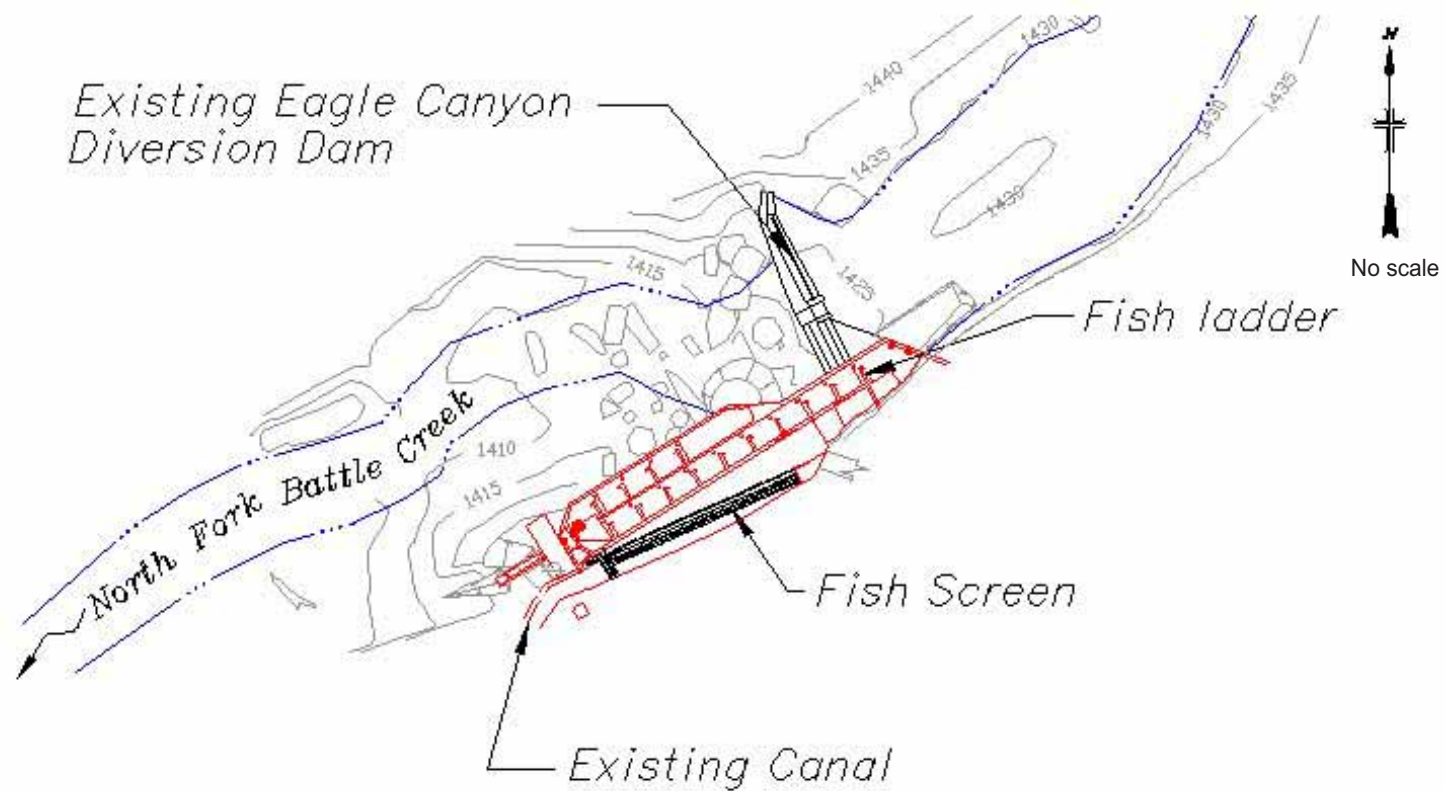 1430
1440
1435
1430
N
Existing Eagle Canyon
Diversion Dam
1435
1430
No scale
1415
1425
Fish ladder
North Fork Battle Creek
1410
1415
Fish Screen
Existing Canal